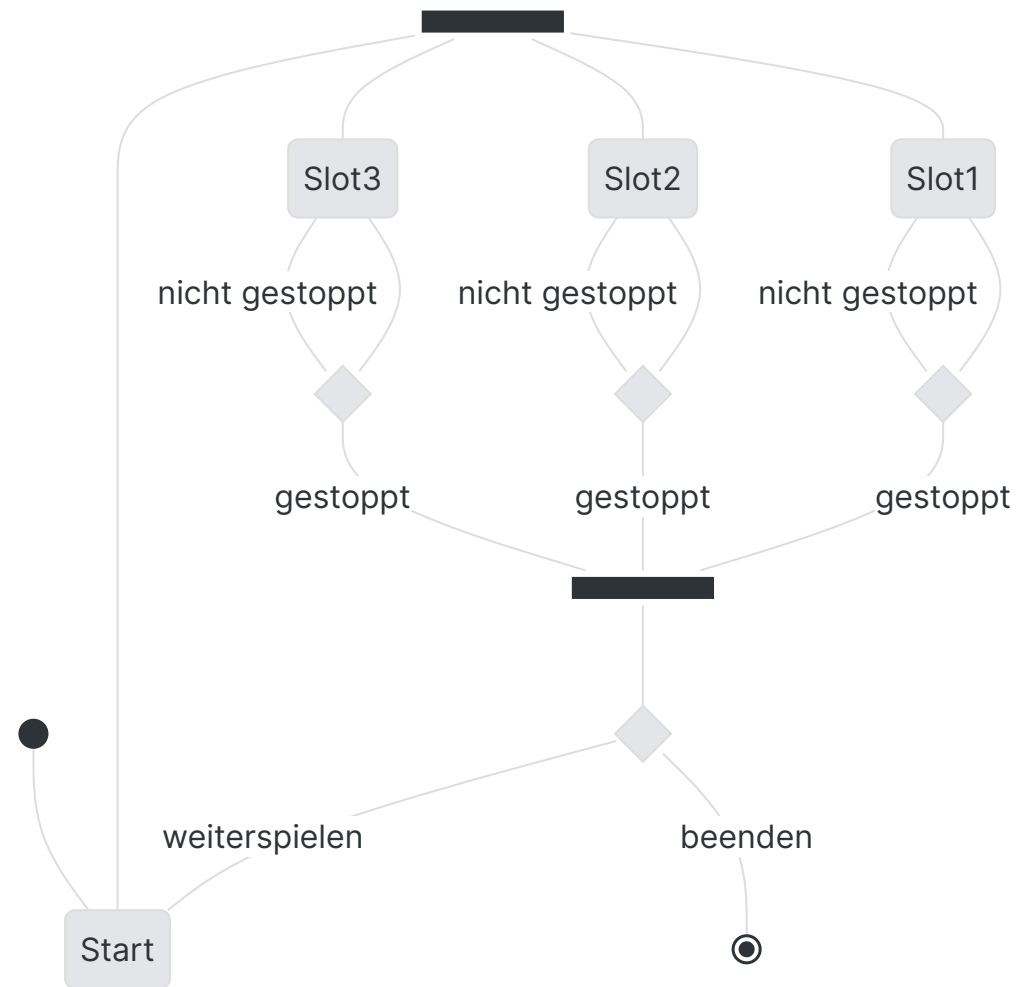 Slot3
Slot2
Slot1
nicht gestoppt
nicht gestoppt
nicht gestoppt
gestoppt
gestoppt
gestoppt
weiterspielen
beenden
Start